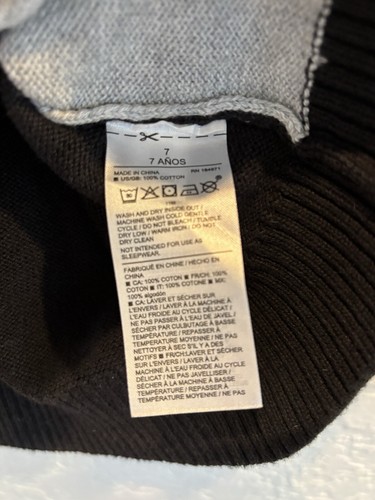 7
7 AÑOS
MADE IN CHINA RN 184971
■ US/GB: 100% COTTON
WASH AND DRY INSIDE OUT /
MACHINE WASH COLD GENTLE
CYCLE / DO NOT BLEACH / TUMBLE
DRY LOW / WARM IRON / DO NOT
DRY CLEAN
NOT INTENDED FOR USE AS
SLEEPWEAR.
FABRIQUÉ EN CHINE / HECHO EN
CHINA
■ CA: 100% COTON ■ FR/CH: 100%
COTON ■ IT: 100% COTONE ■ MX:
100% algodón
■ CA: LAVER ET SÉCHER SUR
L'ENVERS / LAVER À LA MACHINE À
L'EAU FROIDE AU CYCLE DÉLICAT /
NE PAS PASSER À L'EAU DE JAVEL /
SÉCHER PAR CULBUTAGE À BASSE
TEMPÉRATURE / REPASSER À
TEMPÉRATURE MOYENNE / NE PAS
NETTOYER À SEC S'IL Y A DES
MOTIFS ■ FR/CH:LAVER ET SÉCHER
SUR L'ENVERS / LAVER À LA
MACHINE À L'EAU FROIDE AU CYCLE
DÉLICAT / NE PAS JAVELLISER /
SÉCHER À LA MACHINE À BASSE
TEMPÉRATURE / REPASSER À
TEMPÉRATURE MOYENNE / NE PAS